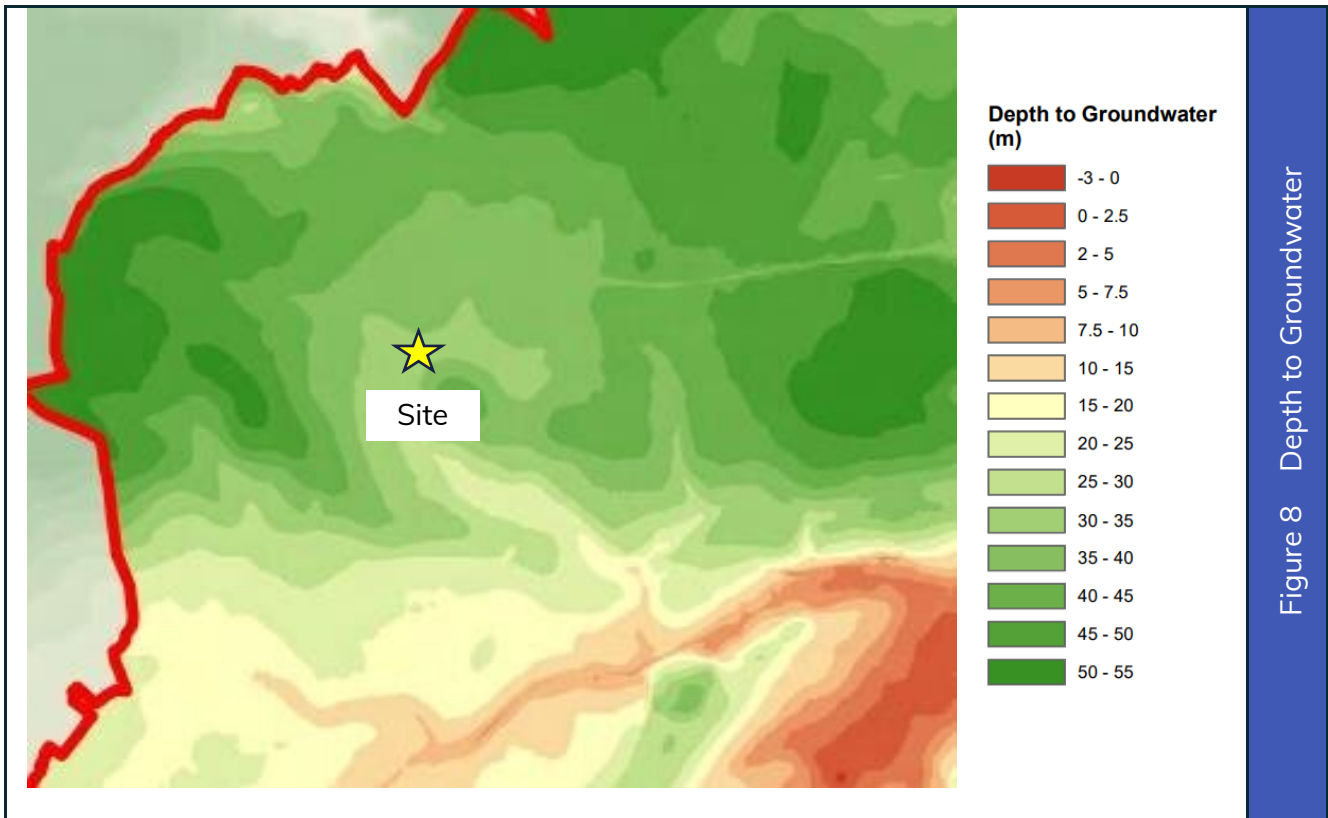 Site
Depth to Groundwater
(m)
-3 - 0
0 - 2.5
2 - 5
5 - 7.5
7.5 - 10
10 - 15
15 - 20
20 - 25
25 - 30
30 - 35
35 - 40
40 - 45
45 - 50
50 - 55
Figure 8 Depth to Groundwater